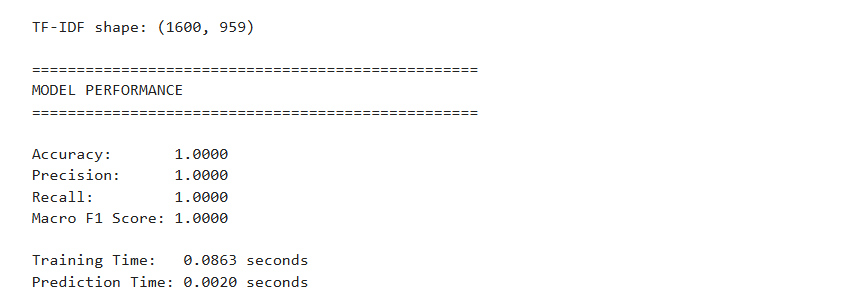 TF-IDF shape: (1600, 959)
==================================================
MODEL PERFORMANCE
==================================================
Accuracy:       1.0000
Precision:      1.0000
Recall:         1.0000
Macro F1 Score: 1.0000
Training Time:   0.0863 seconds
Prediction Time: 0.0020 seconds